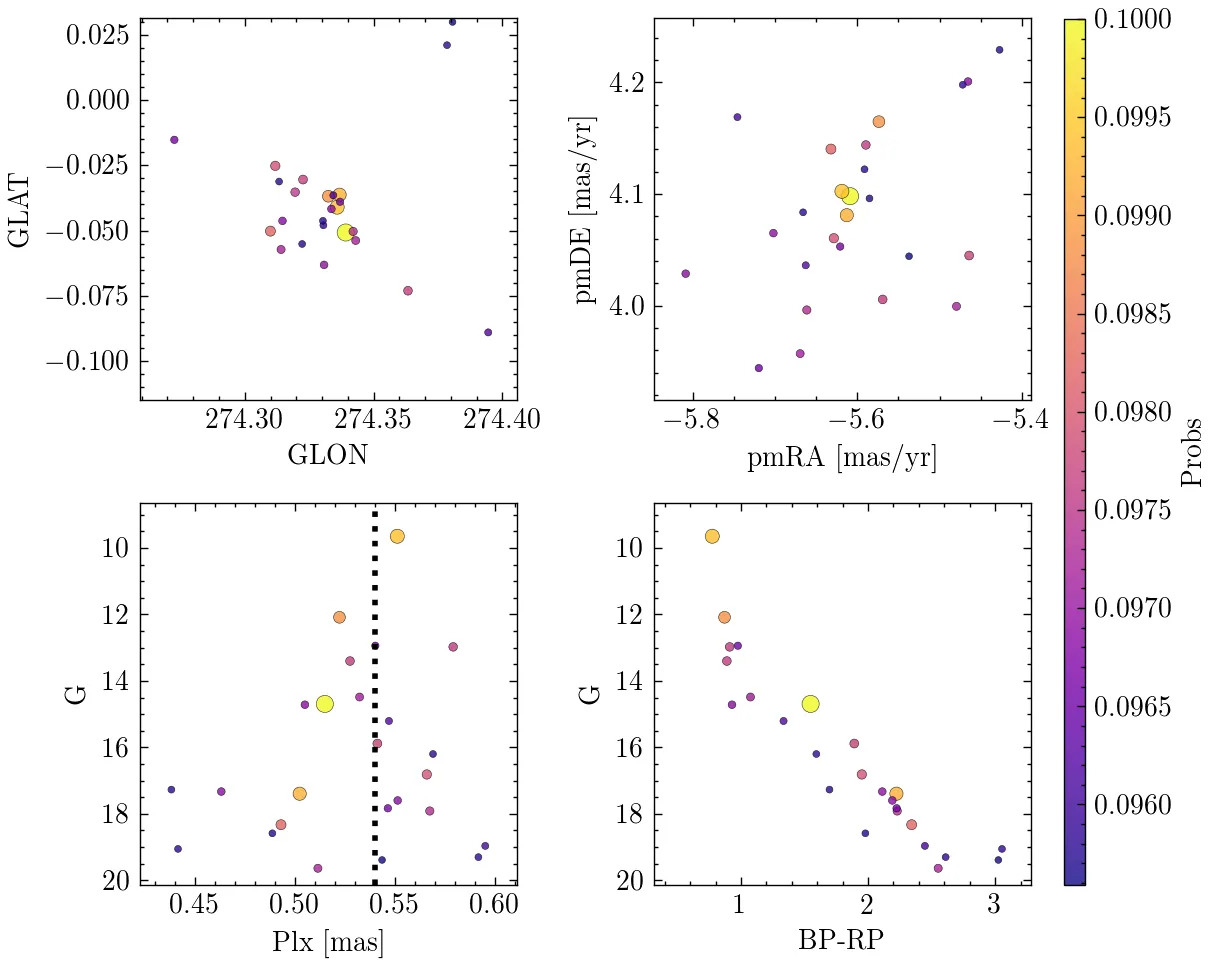 0.025
0.000
−0.025
−0.050
−0.075
−0.100
GLAT
274.30 274.35 274.40
GLON
4.2
4.1
4.0
pmDE [mas/yr]
−5.8 −5.6 −5.4
pmRA [mas/yr]
10
12
14
16
18
20
G
0.45 0.50 0.55 0.60
Plx [mas]
10
12
14
16
18
20
G
1 2 3
BP-RP
0.1000
0.0995
0.0990
0.0985
0.0980
0.0975
0.0970
0.0965
0.0960
Probs